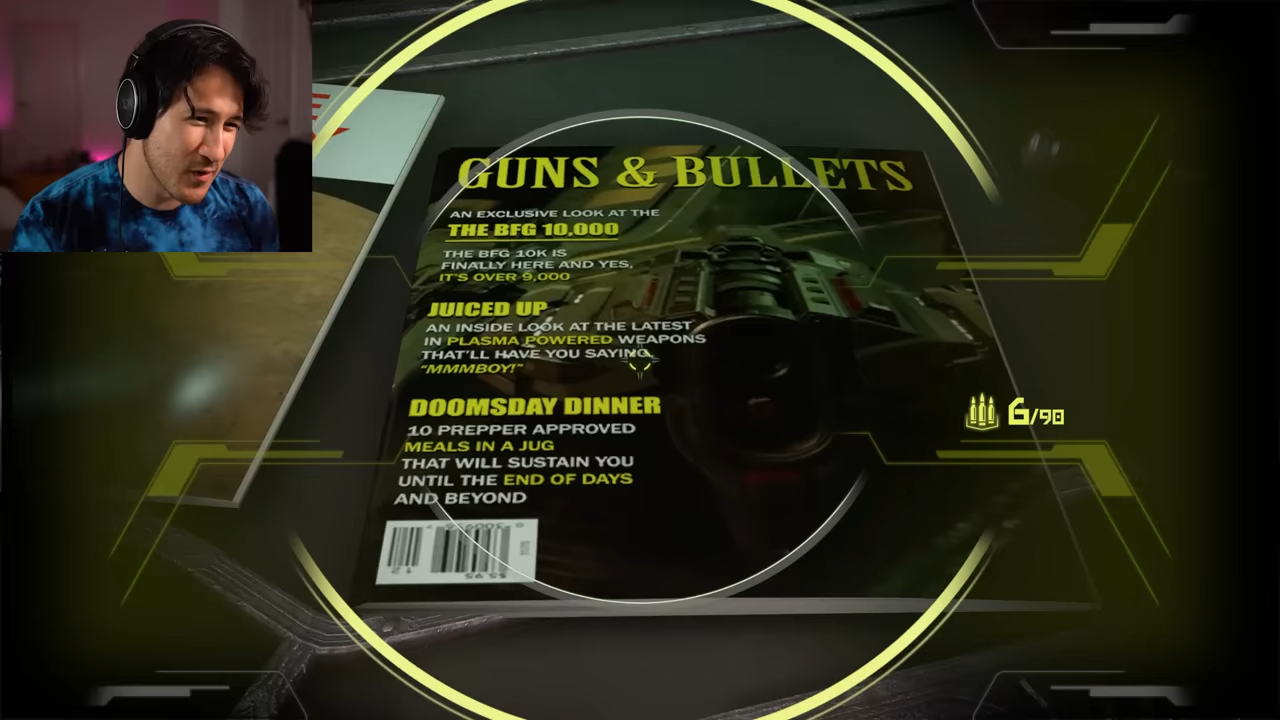 GUNS & BULLETS
AN EXCLUSIVE LOOK AT THE
THE BFG 10,000
THE BFG 10K IS
FINALLY HERE AND YES,
IT'S OVER 9,000
JUICED UP
AN INSIDE LOOK AT THE LATEST
IN PLASMA POWERED WEAPONS
THAT'LL HAVE YOU SAYING,
"MMMBOY!"
DOOMSDAY DINNER
10 PREPPER APPROVED
MEALS IN A JUG
THAT WILL SUSTAIN YOU
UNTIL THE END OF DAYS
AND BEYOND
$5.95
6/90